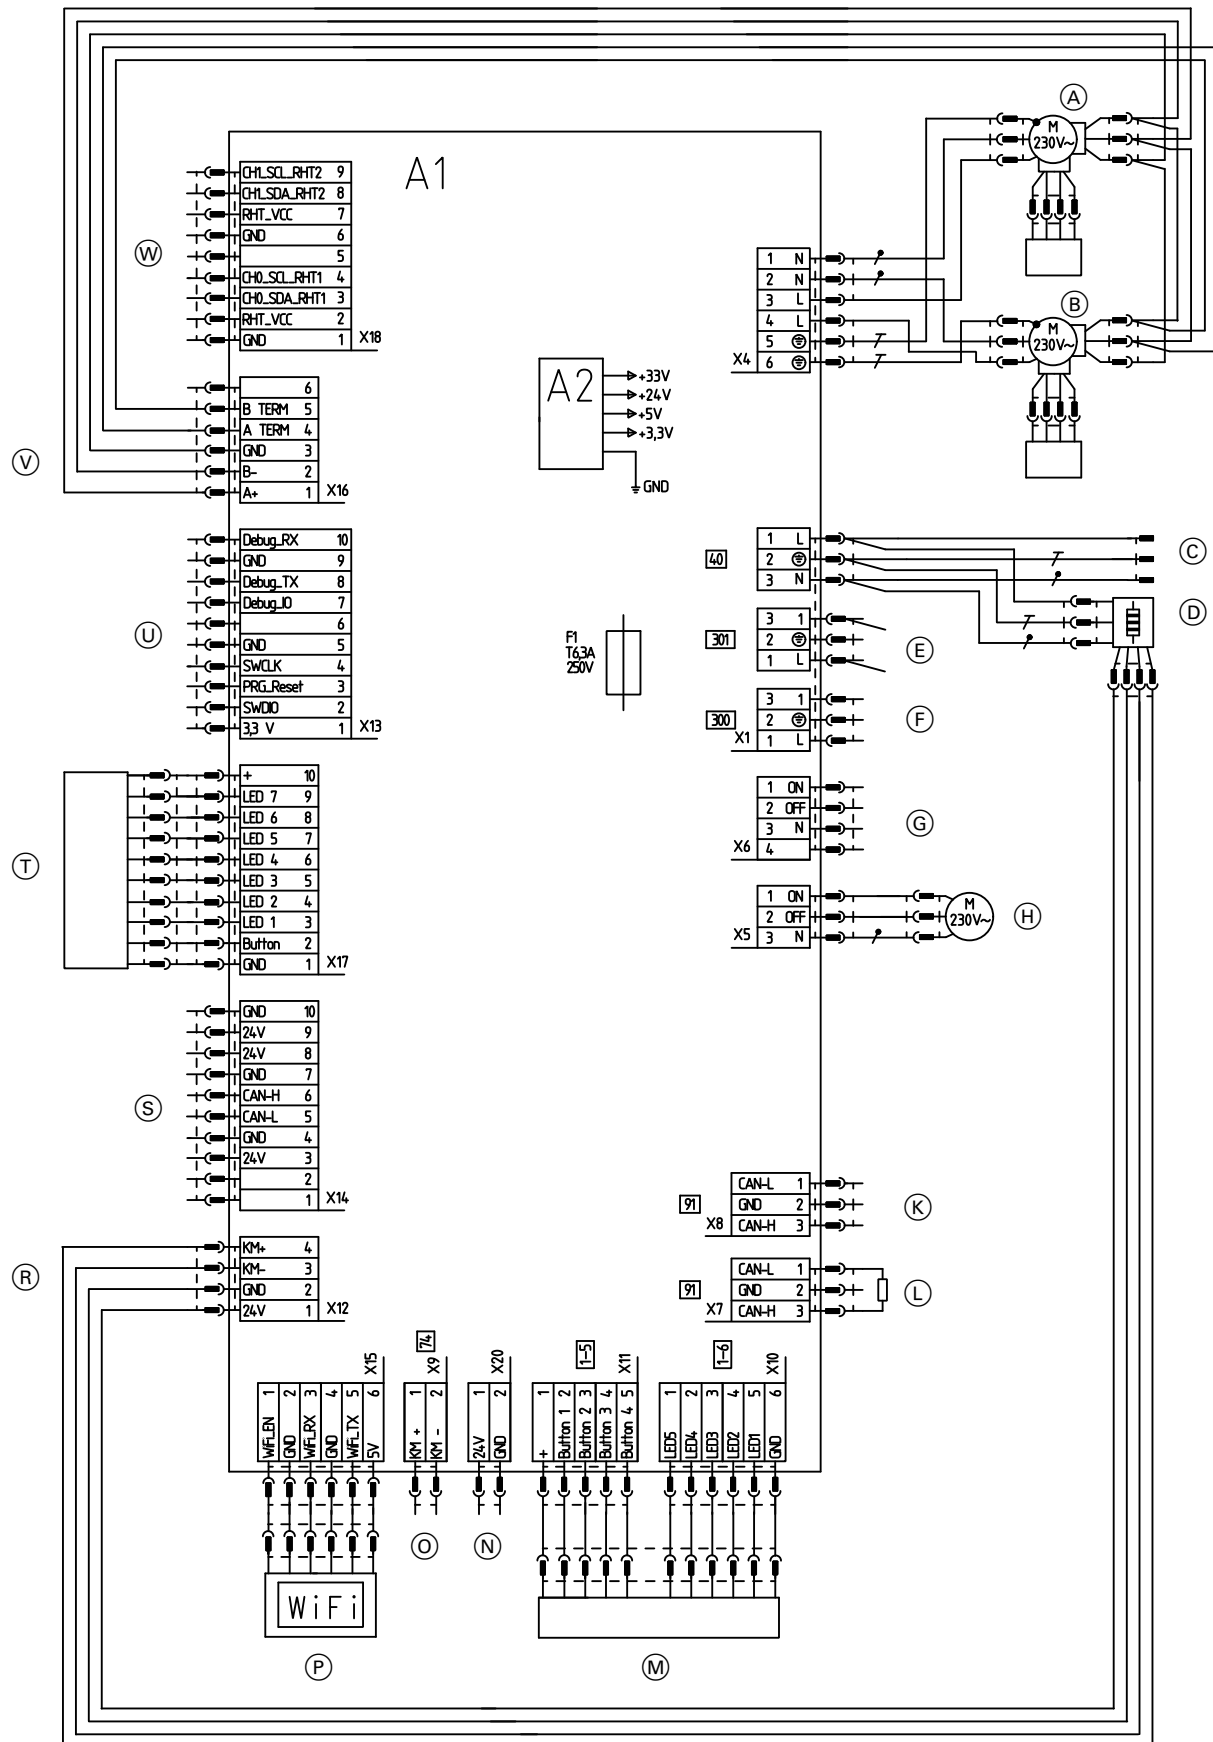 A
M
230V~
A1
CH1_SCL_RHT2 9
CH1_SDA_RHT2 8
RHT_VCC 7
GND 6
5
CH0_SCL_RHT1 4
CH0_SDA_RHT1 3
RHT_VCC 2
GND 1 X18
W
1 N
2 N
3 L
4 L
5
X4 6
B
M
230V~
A2
+33V
+24V
+5V
+3,3V
GND
6
B TERM 5
A TERM 4
GND 3
B- 2
A+ 1 X16
V
Debug_RX 10
GND 9
Debug_TX 8
Debug_IO 7
6
GND 5
SWCLK 4
PRG_Reset 3
SWDIO 2
3,3 V 1 X13
U
1 L
40 2
3 N
C
D
F1
T6,3A
250V
3 1
301 2
1 L
E
3 1
300 2
X1 1 L
F
1 ON
2 OFF
3 N
X6 4
G
1 ON
2 OFF
X5 3 N
M
230V~
H
+ 10
LED 7 9
LED 6 8
LED 5 7
LED 4 6
LED 3 5
LED 2 4
LED 1 3
Button 2
GND 1 X17
T
GND 10
24V 9
24V 8
GND 7
CAN-H 6
CAN-L 5
GND 4
24V 3
2
1 X14
S
CAN-L 1
91 GND 2
X8 CAN-H 3
K
KM+ 4
KM- 3
GND 2
24V 1 X12
R
CAN-L 1
91 GND 2
X7 CAN-H 3
L
X15
1 2 3 4 5 6
WiFi_EN GND WiFi_RX GND WiFi_TX 5V
74
X9
1 2
KM + KM -
X20
1 2
24V GND
1-5
X11
1 2 3 4 5
+ Button 1 Button 2 Button 3 Button 4
1-6
X10
1 2 3 4 5 6
LED5 LED4 LED3 LED2 LED1 GND
O
N
WiFi
P
M